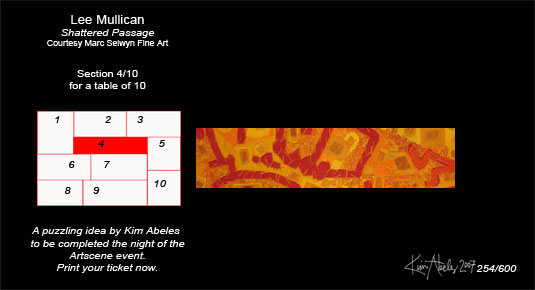 Lee Mullican
Shattered Passage
Courtesy Marc Selwyn Fine Art
Section 4/10
for a table of 10
1 2 3
4 5
6 7
8 9 10
A puzzling idea by Kim Abeles
to be completed the night of the
Artscene event.
Print your ticket now.
Kim Abeles 2007 254/600